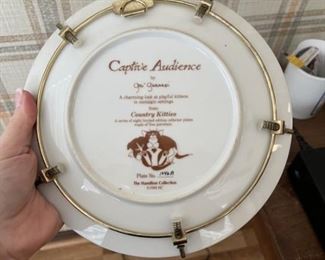 Captive Audience
by
A charming look at playful kittens
in nostalgic settings
from
Country Kitties
A series of eight limited edition collector plates
made of fine porcelain.
Plate No.
The Hamilton Collection